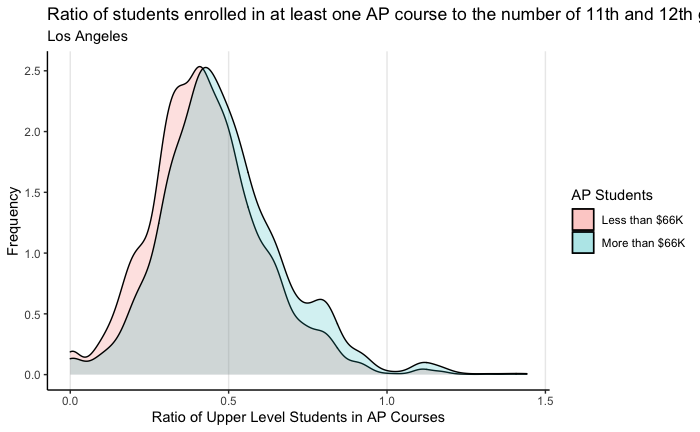 Ratio of students enrolled in at least one AP course to the number of 11th and 12th
Los Angeles
2.5
2.0
1.5
1.0
0.5
0.0
Frequency
0.0 0.5 1.0 1.5
Ratio of Upper Level Students in AP Courses
AP Students
Less than $66K
More than $66K